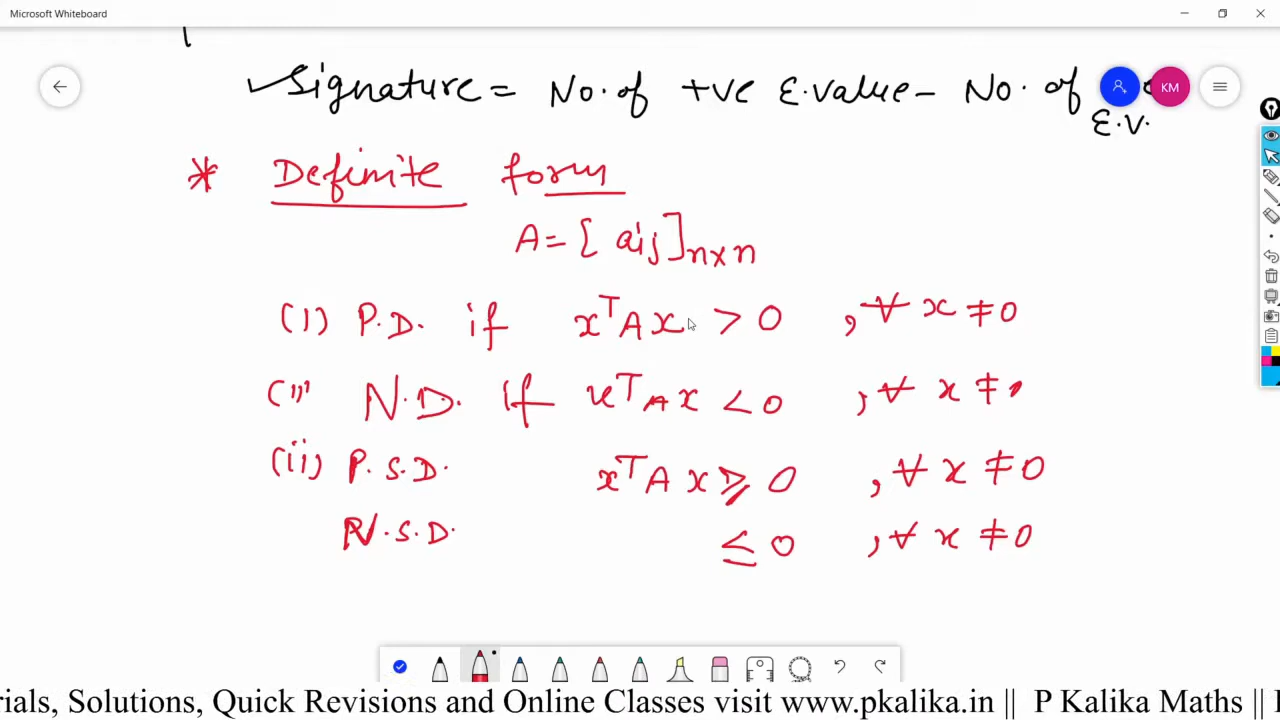 Microsoft Whiteboard
Signature = No. of +ve E.value - No. of
KM
E.V.
* Definite form
A = [aij]n×n
(i) P.D. if xᵀAx > 0, ∀ x ≠ 0
(ii) N.D. if xᵀAx < 0, ∀ x ≠ 0
(iii) P.S.D. xᵀAx ≥ 0, ∀ x ≠ 0
N.S.D. ≤ 0, ∀ x ≠ 0
rials, Solutions, Quick Revisions and Online Classes visit www.pkalika.in || P Kalika Maths ||